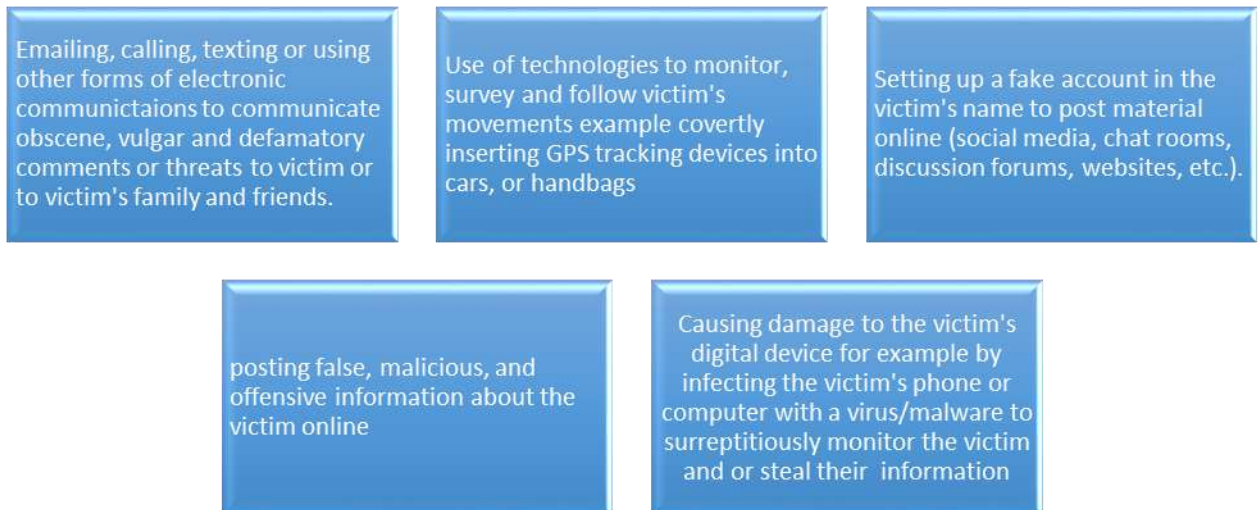 Emailing, calling, texting or using
other forms of electronic
communictaions to communicate
obscene, vulgar and defamatory
comments or threats to victim or
to victim's family and friends.
Use of technologies to monitor,
survey and follow victim's
movements example covertly
inserting GPS tracking devices into
cars, or handbags
Setting up a fake account in the
victim's name to post material
online (social media, chat rooms,
discussion forums, websites, etc.).
posting false, malicious, and
offensive information about the
victim online
Causing damage to the victim's
digital device for example by
infecting the victim's phone or
computer with a virus/malware to
surreptitiously monitor the victim
and or steal their information